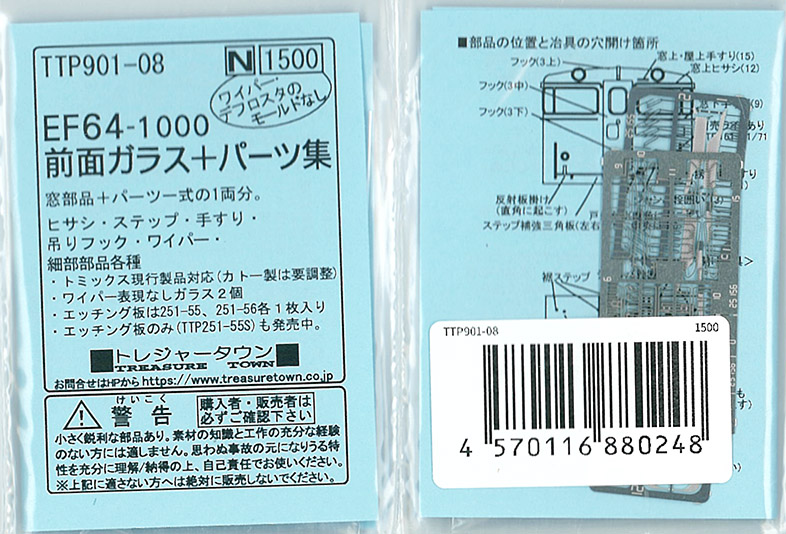 TTP901-08
N 1500
ワイパー・
デフロスタの
モールドなし
EF64-1000
前面ガラス+パーツ集
窓部品+パーツ一式の1両分。
ヒサシ・ステップ・手すり・
吊りフック・ワイパー・
細部部品各種
・トミックス現行製品対応(カトー製は要調整)
・ワイパー表現なしガラス2個
・エッチング板は251-55、251-56各1枚入り
・エッチング板のみ(TTP251-55S)も発売中。
■トレジャータウン■
TREASURE TOWN
お問合せはHPから https://www.treasuretown.co.jp
けいこく
警告
購入者・販売者は
必ずご確認下さい
小さく鋭利な部品あり。素材の知識と工作の充分な経験
のない方には適しません。思わぬ事故の元になりうる特
性を充分に理解/納得の上、自己責任でお使いください。
※上記に適さない方へは絶対に販売しないでください。
■部品の位置と冶具の穴開け箇所
フック(3上)
窓上・屋上手すり(15)
窓上ヒサシ(12)
フック(3中)
フック(3下)
反射板掛け
(直角に起こす)
ステップ補強三角板(左右
裾ステップ
TTP901-08
1500
4 570116 880248